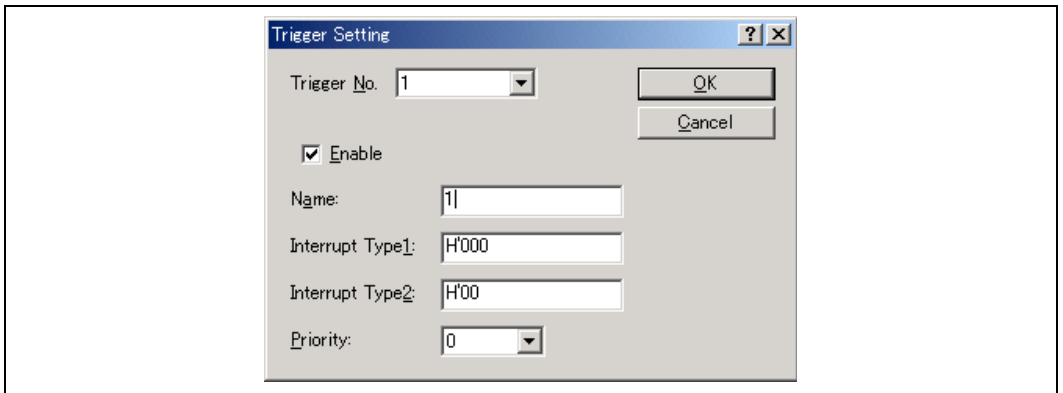 Trigger Setting
?
×
Trigger No. 1
OK
Cancel
Enable
Name: 1
Interrupt Type1: H'000
Interrupt Type2: H'00
Priority: 0